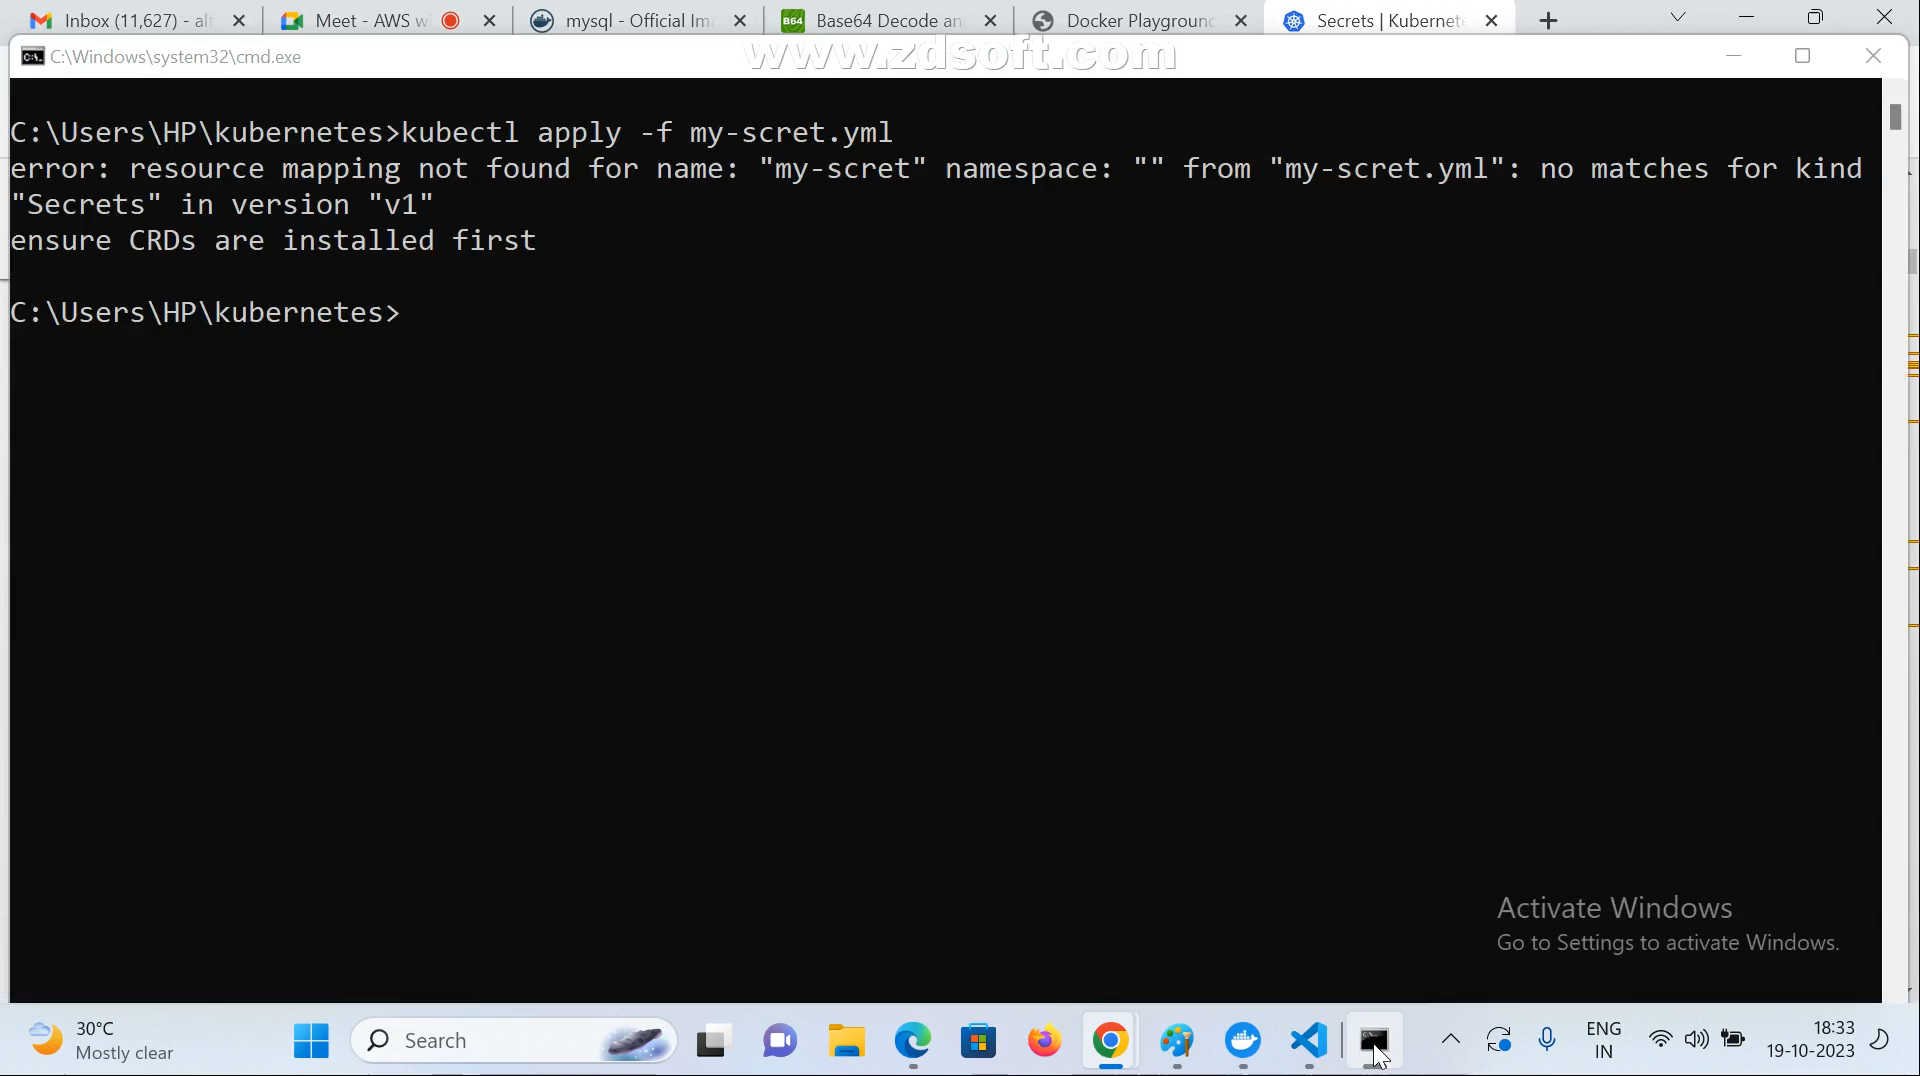 Inbox (11,627) - alt
Meet - AWS w
mysql - Official Im
Base64 Decode an
Docker Playground
Secrets | Kubernete
C:\Windows\system32\cmd.exe
www.zdsoft.com
C:\Users\HP\kubernetes>kubectl apply -f my-scret.yml
error: resource mapping not found for name: "my-scret" namespace: "" from "my-scret.yml": no matches for kind
"Secrets" in version "v1"
ensure CRDs are installed first
C:\Users\HP\kubernetes>
Activate Windows
Go to Settings to activate Windows.
30°C
Mostly clear
Search
ENG
IN
18:33
19-10-2023